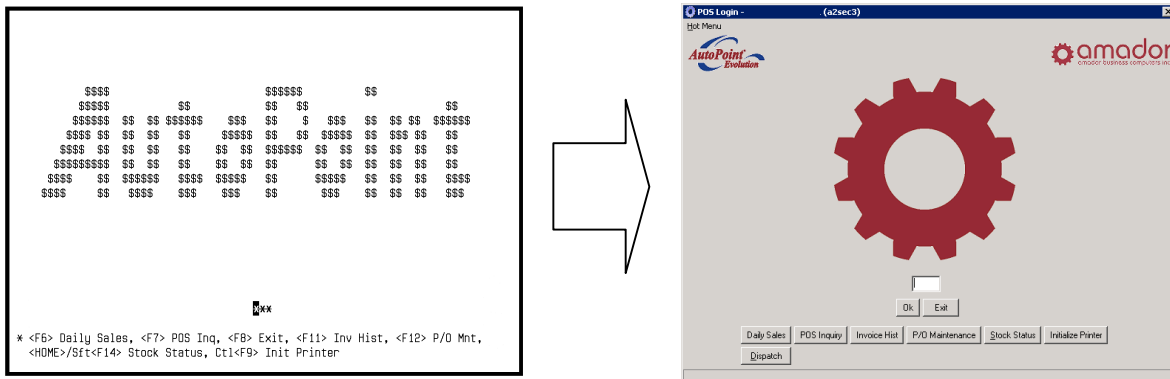 AutoPoint
***
* <F6> Daily Sales, <F7> POS Inq, <F8> Exit, <F11> Inv Hist, <F12> P/O Mnt,
<HOME>/Sft<F14> Stock Status, Ctl<F9> Init Printer
POS Login - . (a2sec3)
Hot Menu
AutoPoint
Evolution
amador
amador business computers inc
Ok Exit
Daily Sales POS Inquiry Invoice Hist P/O Maintenance Stock Status Initialize Printer
Dispatch